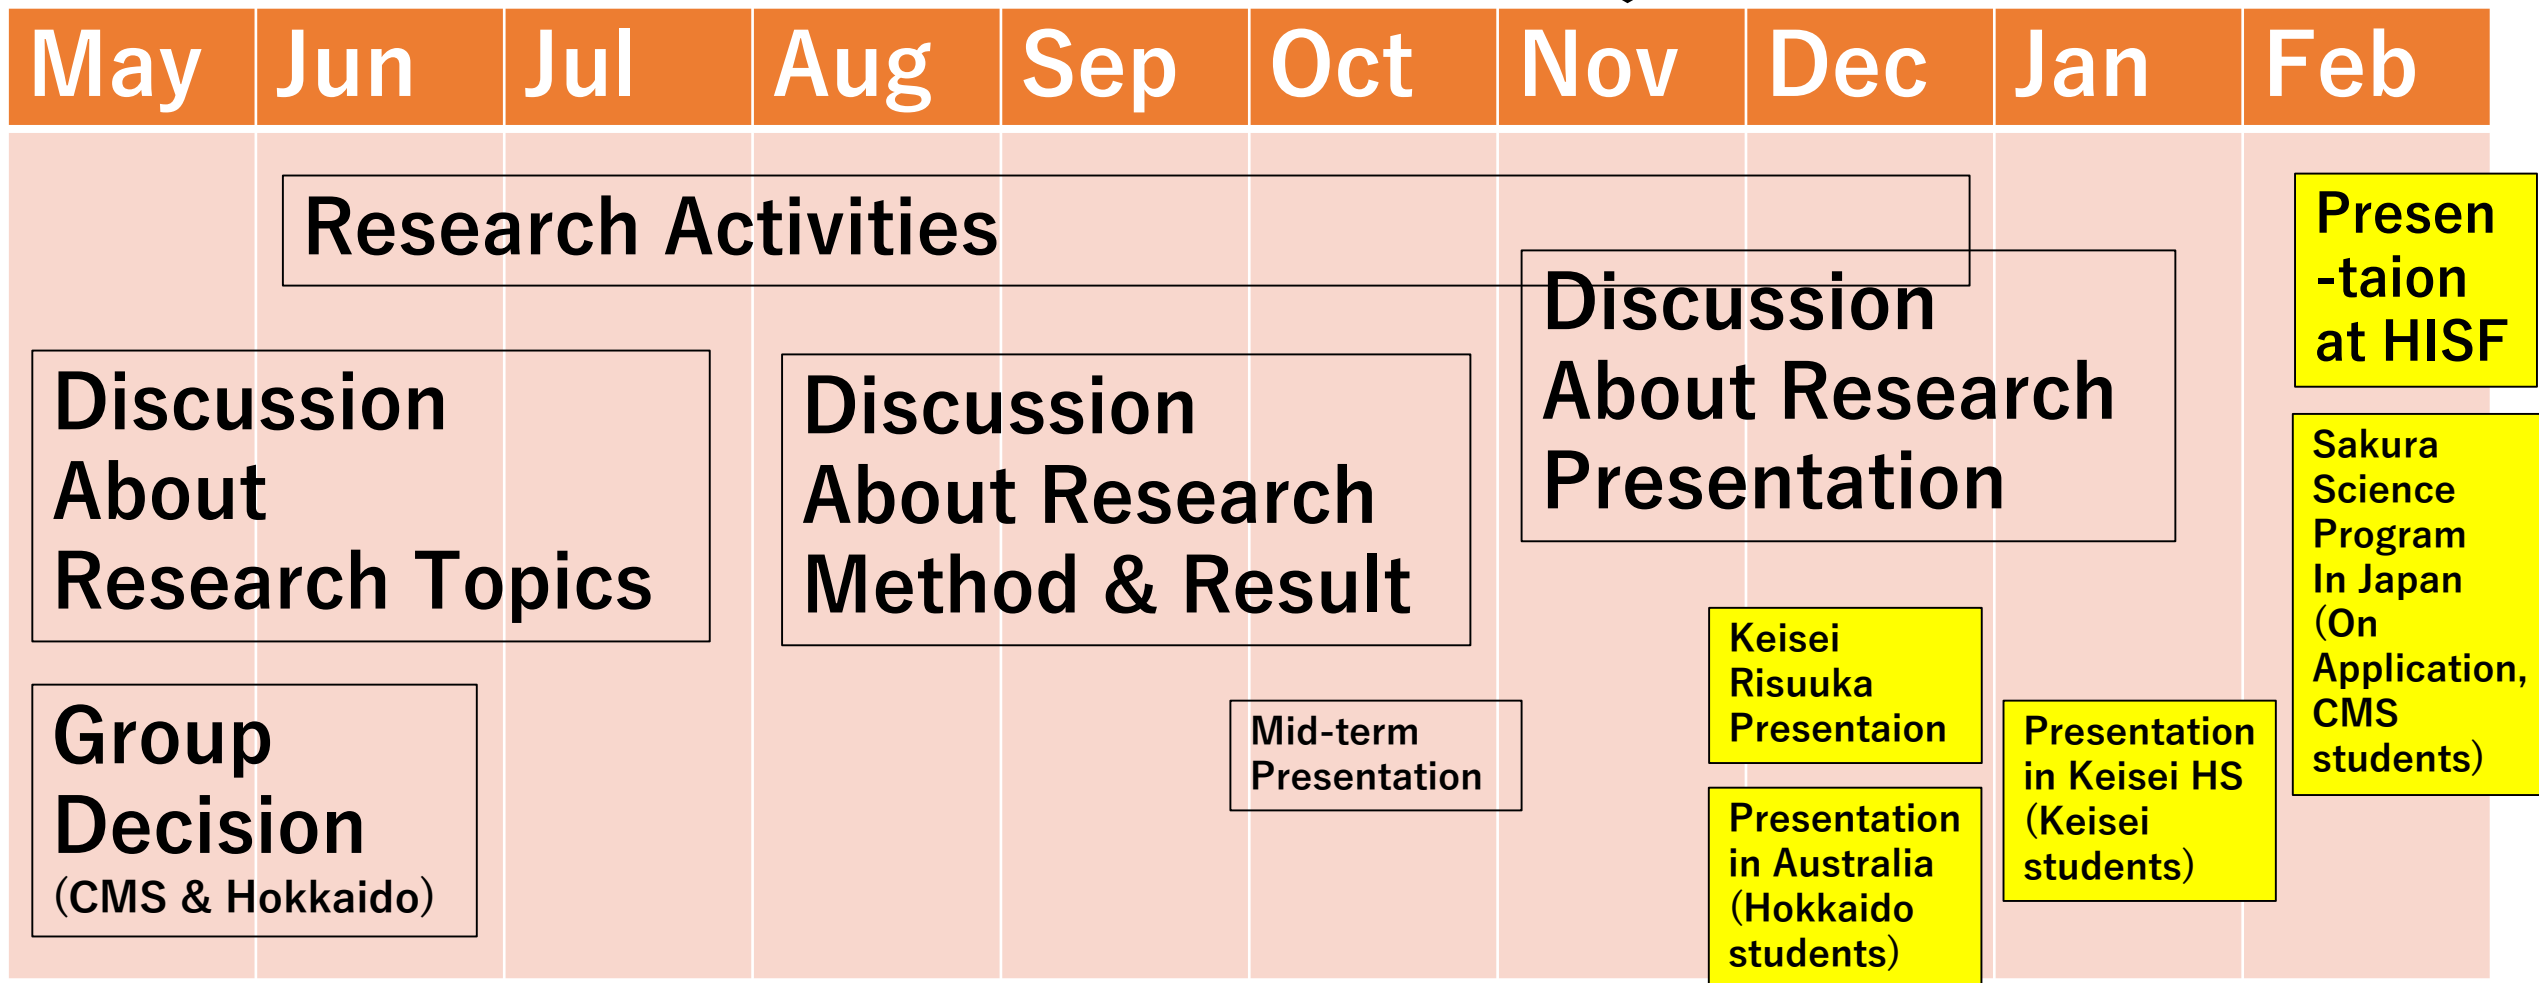 May Jun Jul Aug Sep Oct Nov Dec Jan Feb
Research Activities
Discussion
About
Research Topics
Group
Decision
(CMS & Hokkaido)
Discussion
About Research
Method & Result
Mid-term
Presentation
Discussion
About Research
Presentation
Keisei
Risuuka
Presentaion
Presentation
in Australia
(Hokkaido
students)
Presentation
in Keisei HS
(Keisei
students)
Presen
-taion
at HISF
Sakura
Science
Program
In Japan
(On
Application,
CMS
students)